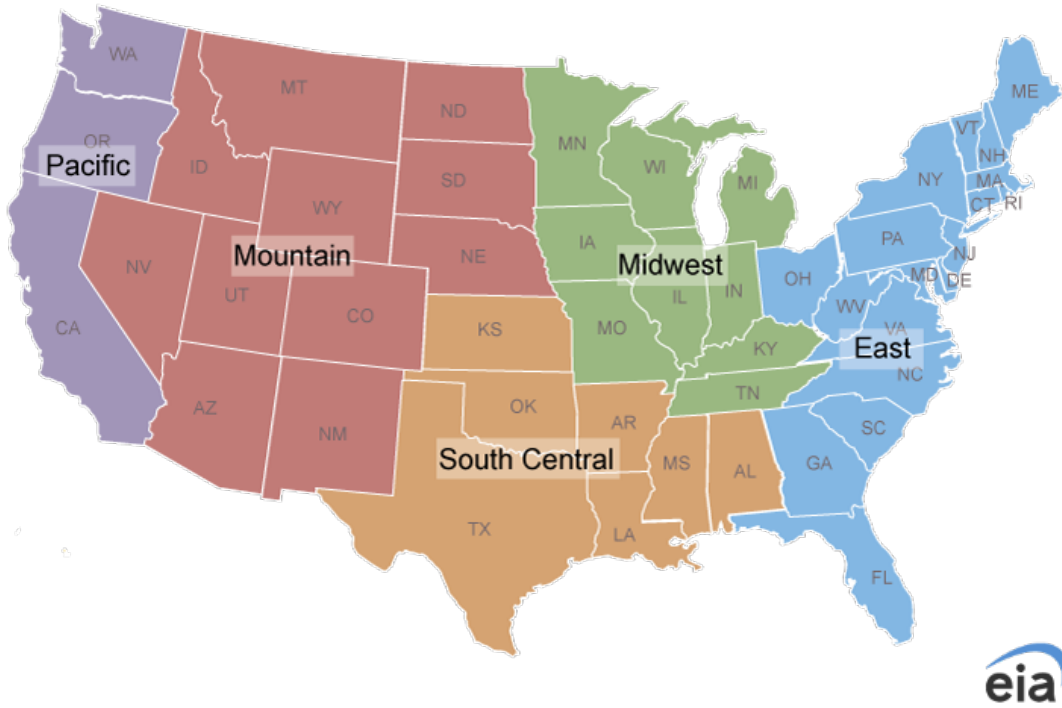 WA
MT
ND
MN
ME
VT
NH
OR
Pacific
ID
SD
WI
MI
NY
MA
CT
RI
WY
Mountain
NE
IA
Midwest
PA
NJ
NV
UT
CO
IL
IN
OH
MD
DE
CA
KS
MO
WV
VA
KY
East
NC
AZ
NM
OK
AR
TN
SC
South Central
MS
AL
GA
TX
LA
FL
eia